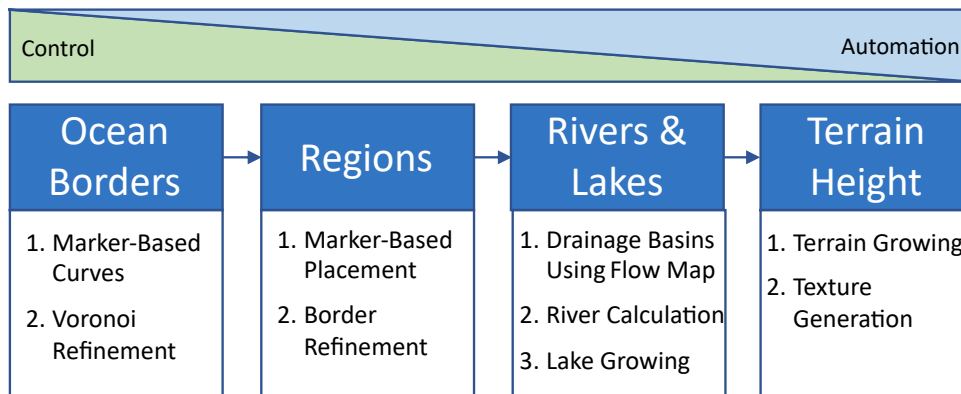 Control
Automation
Ocean
Borders
1. Marker-Based
Curves
2. Voronoi
Refinement
Regions
1. Marker-Based
Placement
2. Border
Refinement
Rivers &
Lakes
1. Drainage Basins
Using Flow Map
2. River Calculation
3. Lake Growing
Terrain
Height
1. Terrain Growing
2. Texture
Generation